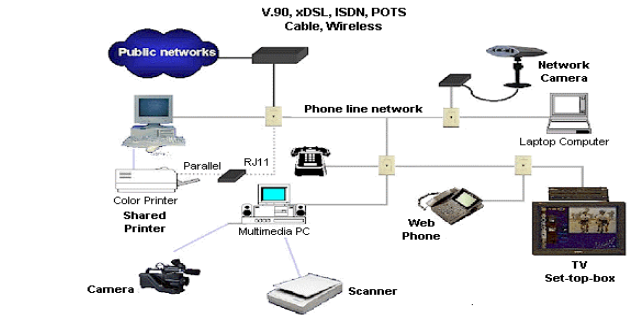 V.90, xDSL, ISDN, POTS
Cable, Wireless
Public networks
Network
Camera
Phone line network
Laptop Computer
Parallel
RJ11
Color Printer
Shared
Printer
Multimedia PC
Web
Phone
TV
Set-top-box
Camera
Scanner